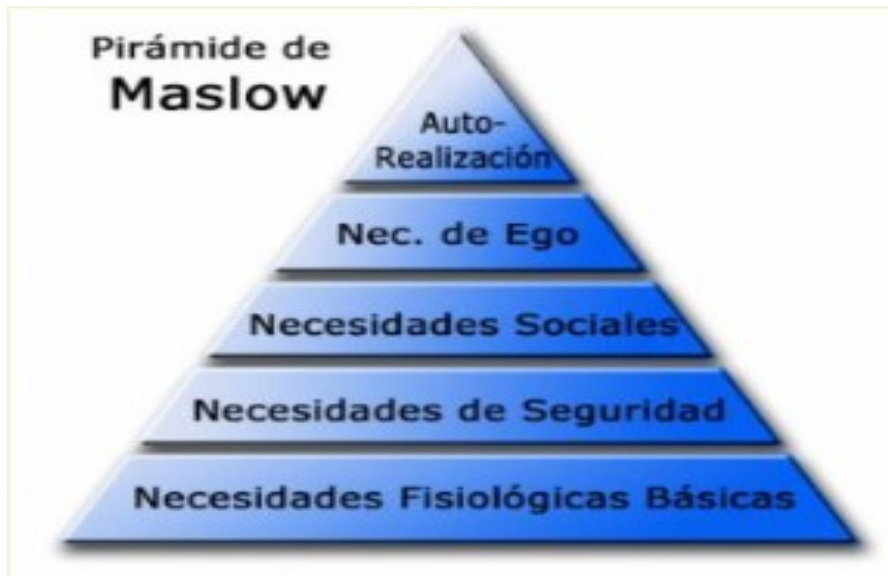 Pirámide de
Maslow
Auto-
Realización
Nec. de Ego
Necesidades Sociales
Necesidades de Seguridad
Necesidades Fisiológicas Básicas